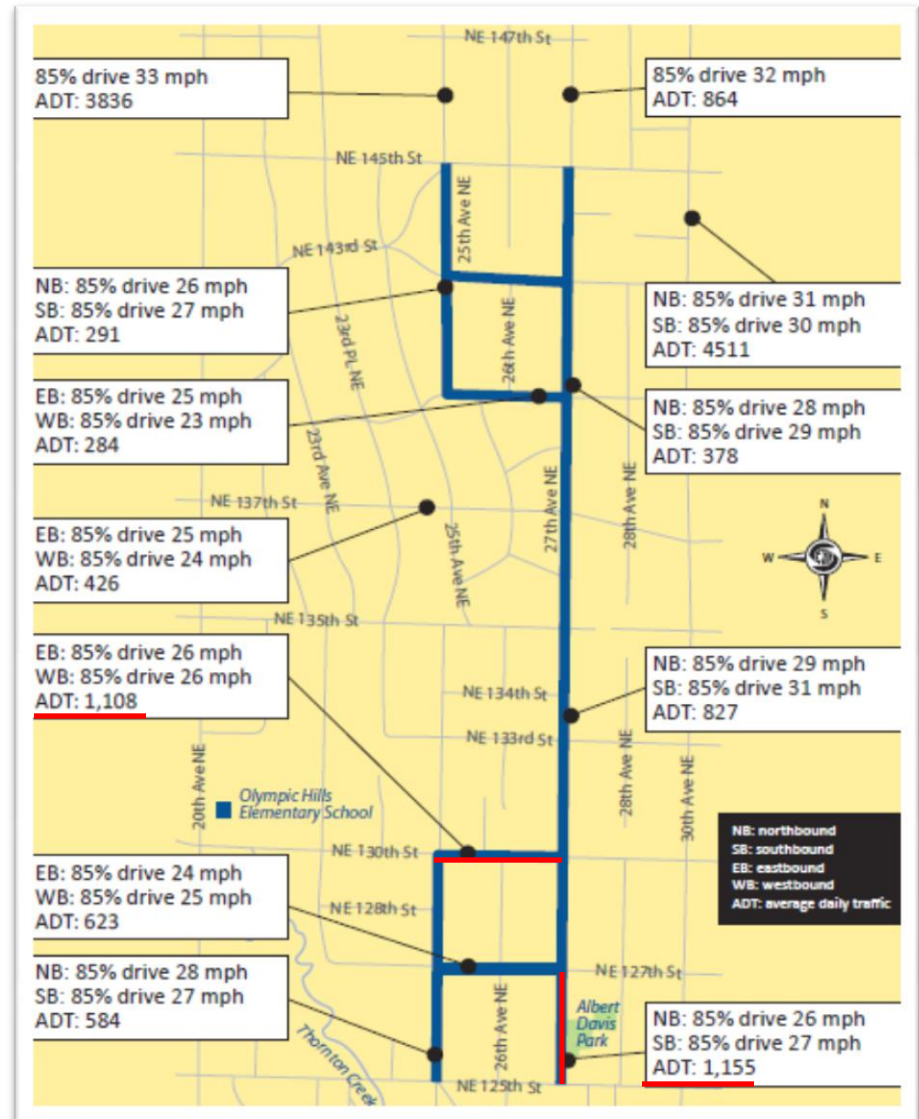 NE 147th St
85% drive 33 mph
ADT: 3836
85% drive 32 mph
ADT: 864
NE 145th St
25th Ave NE
NE 143rd St
NB: 85% drive 26 mph
SB: 85% drive 27 mph
ADT: 291
NB: 85% drive 31 mph
SB: 85% drive 30 mph
ADT: 4511
23rd PL NE
26th Ave NE
EB: 85% drive 25 mph
WB: 85% drive 23 mph
ADT: 284
NB: 85% drive 28 mph
SB: 85% drive 29 mph
ADT: 378
23rd Ave NE
27th Ave NE
28th Ave NE
NE 137th St
25th Ave NE
N
W
E
S
EB: 85% drive 25 mph
WB: 85% drive 24 mph
ADT: 426
NE 135th St
EB: 85% drive 26 mph
WB: 85% drive 26 mph
ADT: 1,108
NB: 85% drive 29 mph
SB: 85% drive 31 mph
ADT: 827
NE 134th St
NE 133rd St
20th Ave NE
28th Ave NE
30th Ave NE
Olympic Hills
Elementary School
NB: northbound
SB: southbound
EB: eastbound
WB: westbound
ADT: average daily traffic
NE 130th St
EB: 85% drive 24 mph
WB: 85% drive 25 mph
ADT: 623
NE 128th St
NE 127th St
NB: 85% drive 28 mph
SB: 85% drive 27 mph
ADT: 584
26th Ave NE
Albert
Davis
Park
NB: 85% drive 26 mph
SB: 85% drive 27 mph
ADT: 1,155
Thornton Creek
NE 125th St